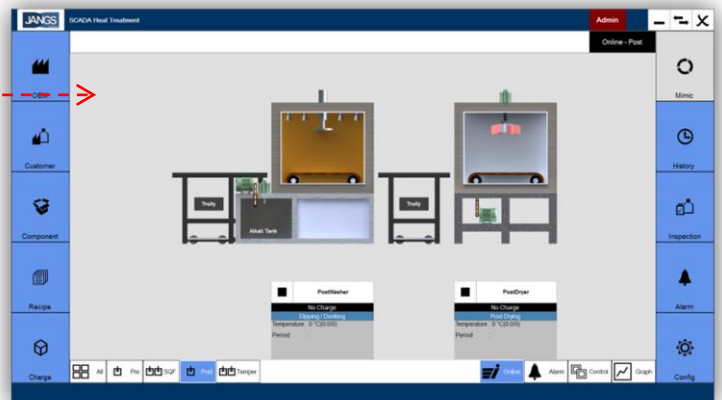 JANGS SCADA Heat Treatment Admin
Online - Post
OEM
Customer
Component
Recipe
Charge
Trolly
Alkali Tank
Trolly
PostWasher
No Charge
Dipping / Dunking
Temperature : 0 °C(0.0/0)
Period :
PostDryer
No Charge
Post Drying
Temperature : 0 °C(0.0/0)
Period :
Mimic
History
Inspection
Alarm
Config
All Pre SQF Post Temper Online Alarm Control Graph